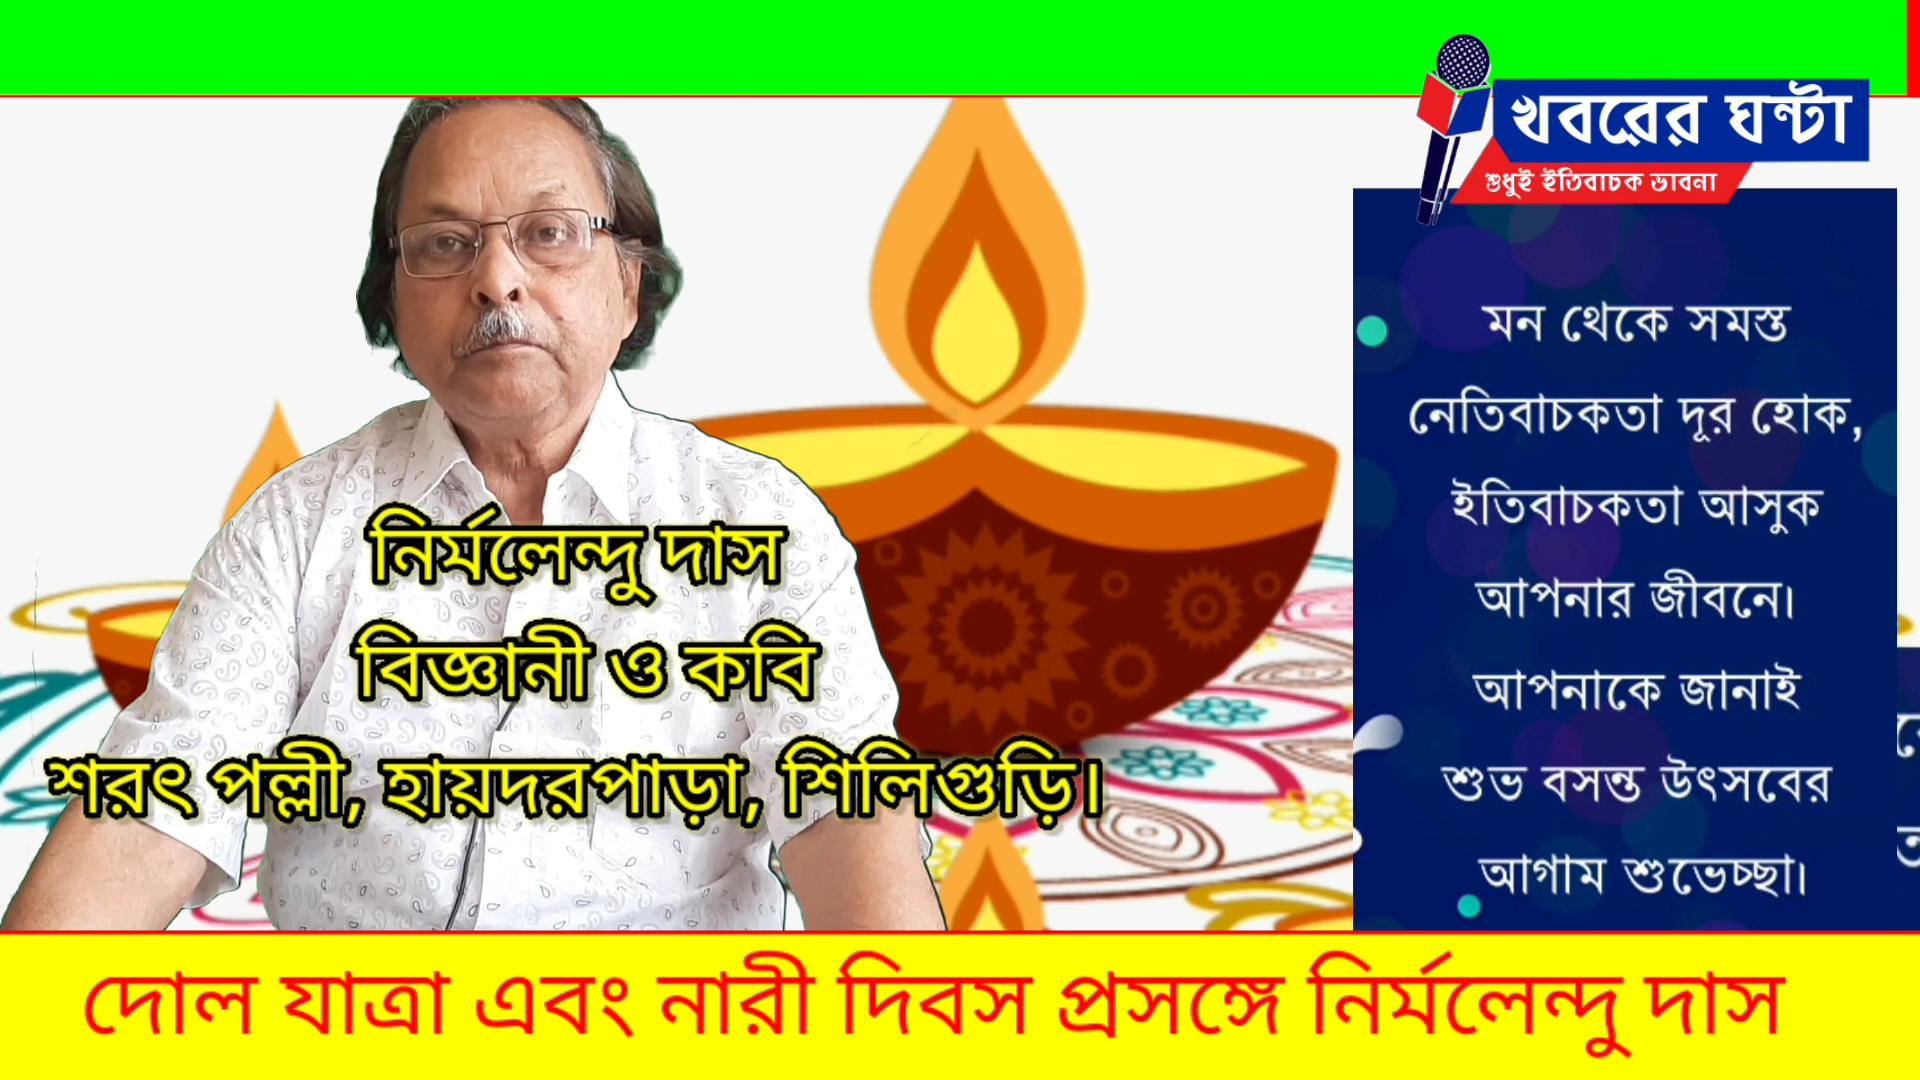 খবরের ঘন্টা
শুধুই ইতিবাচক ভাবনা
মন থেকে সমস্ত
নেতিবাচকতা দূর হোক,
ইতিবাচকতা আসুক
আপনার জীবনে।
আপনাকে জানাই
শুভ বসন্ত উৎসবের
আগাম শুভেচ্ছা।
নির্মলেন্দু দাস
বিজ্ঞানী ও কবি
শরৎ পল্লী, হায়দরপাড়া, শিলিগুড়ি।
দোল যাত্রা এবং নারী দিবস প্রসঙ্গে নির্মলেন্দু দাস